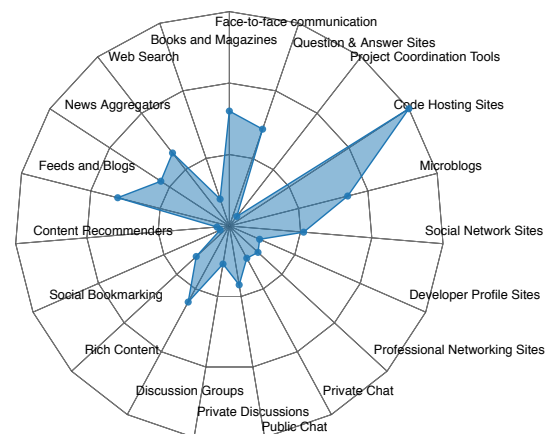 Face-to-face communication
Books and Magazines
Question & Answer Sites
Web Search
Project Coordination Tools
News Aggregators
Code Hosting Sites
Feeds and Blogs
Microblogs
Content Recommenders
Social Network Sites
Social Bookmarking
Developer Profile Sites
Rich Content
Professional Networking Sites
Discussion Groups
Private Chat
Private Discussions
Public Chat